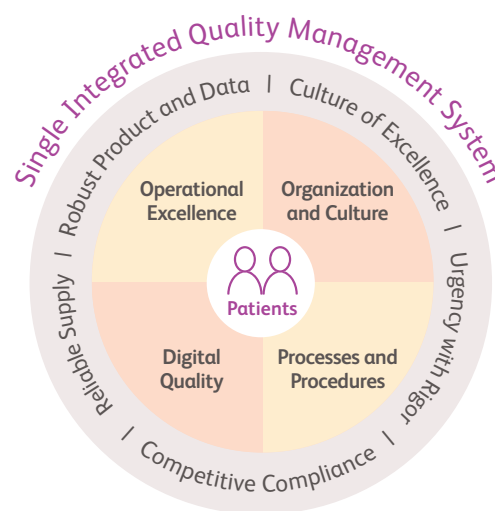 Single Integrated Quality Management System
Robust Product and Data | Culture of Excellence | Urgency with Rigor | Competitive Compliance | Reliable Supply |
Operational
Excellence
Organization
and Culture
Patients
Digital
Quality
Processes and
Procedures